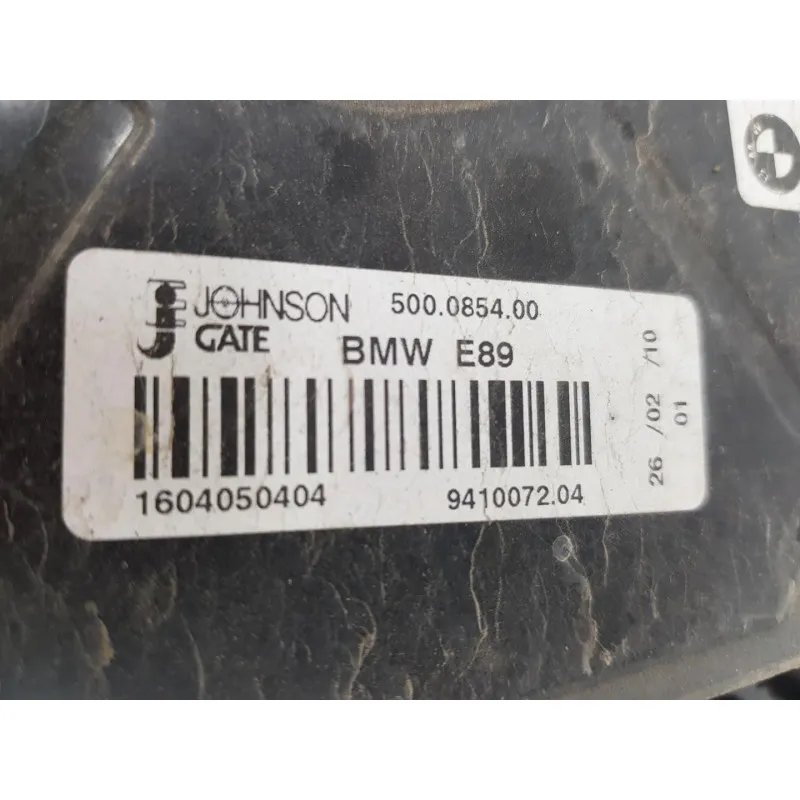 JOHNSON 500.0854.00
GATE BMW E89
1604050404 9410072.04
26 /02 /10
01